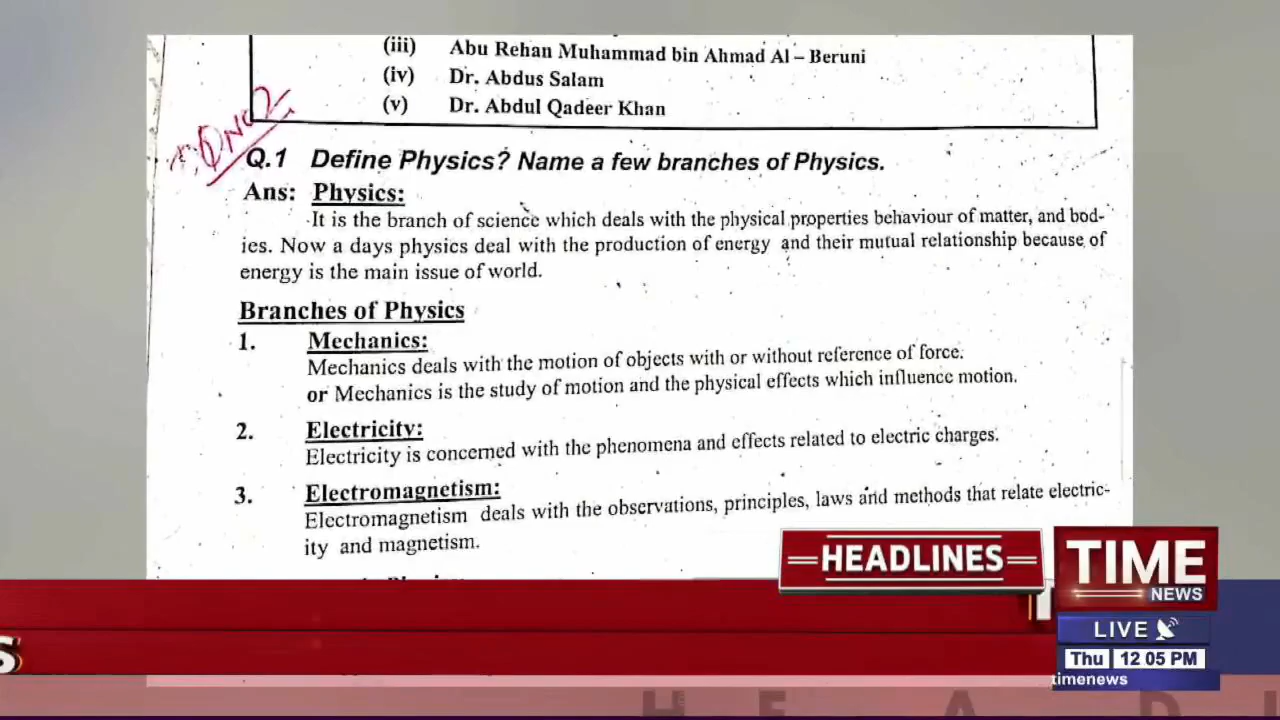 (iii) Abu Rehan Muhammad bin Ahmad Al – Beruni
(iv) Dr. Abdus Salam
(v) Dr. Abdul Qadeer Khan
Q NO 2
Q.1 Define Physics? Name a few branches of Physics.
Ans: Physics:
It is the branch of science which deals with the physical properties behaviour of matter, and bod-
ies. Now a days physics deal with the production of energy and their mutual relationship because of
energy is the main issue of world.
Branches of Physics
1. Mechanics:
Mechanics deals with the motion of objects with or without reference of force.
or Mechanics is the study of motion and the physical effects which influence motion.
2. Electricity:
Electricity is concerned with the phenomena and effects related to electric charges.
3. Electromagnetism:
Electromagnetism deals with the observations, principles, laws and methods that relate electric-
ity and magnetism.
HEADLINES
TIME
NEWS
LIVE
Thu 12 05 PM
timenews
S
H E A D I